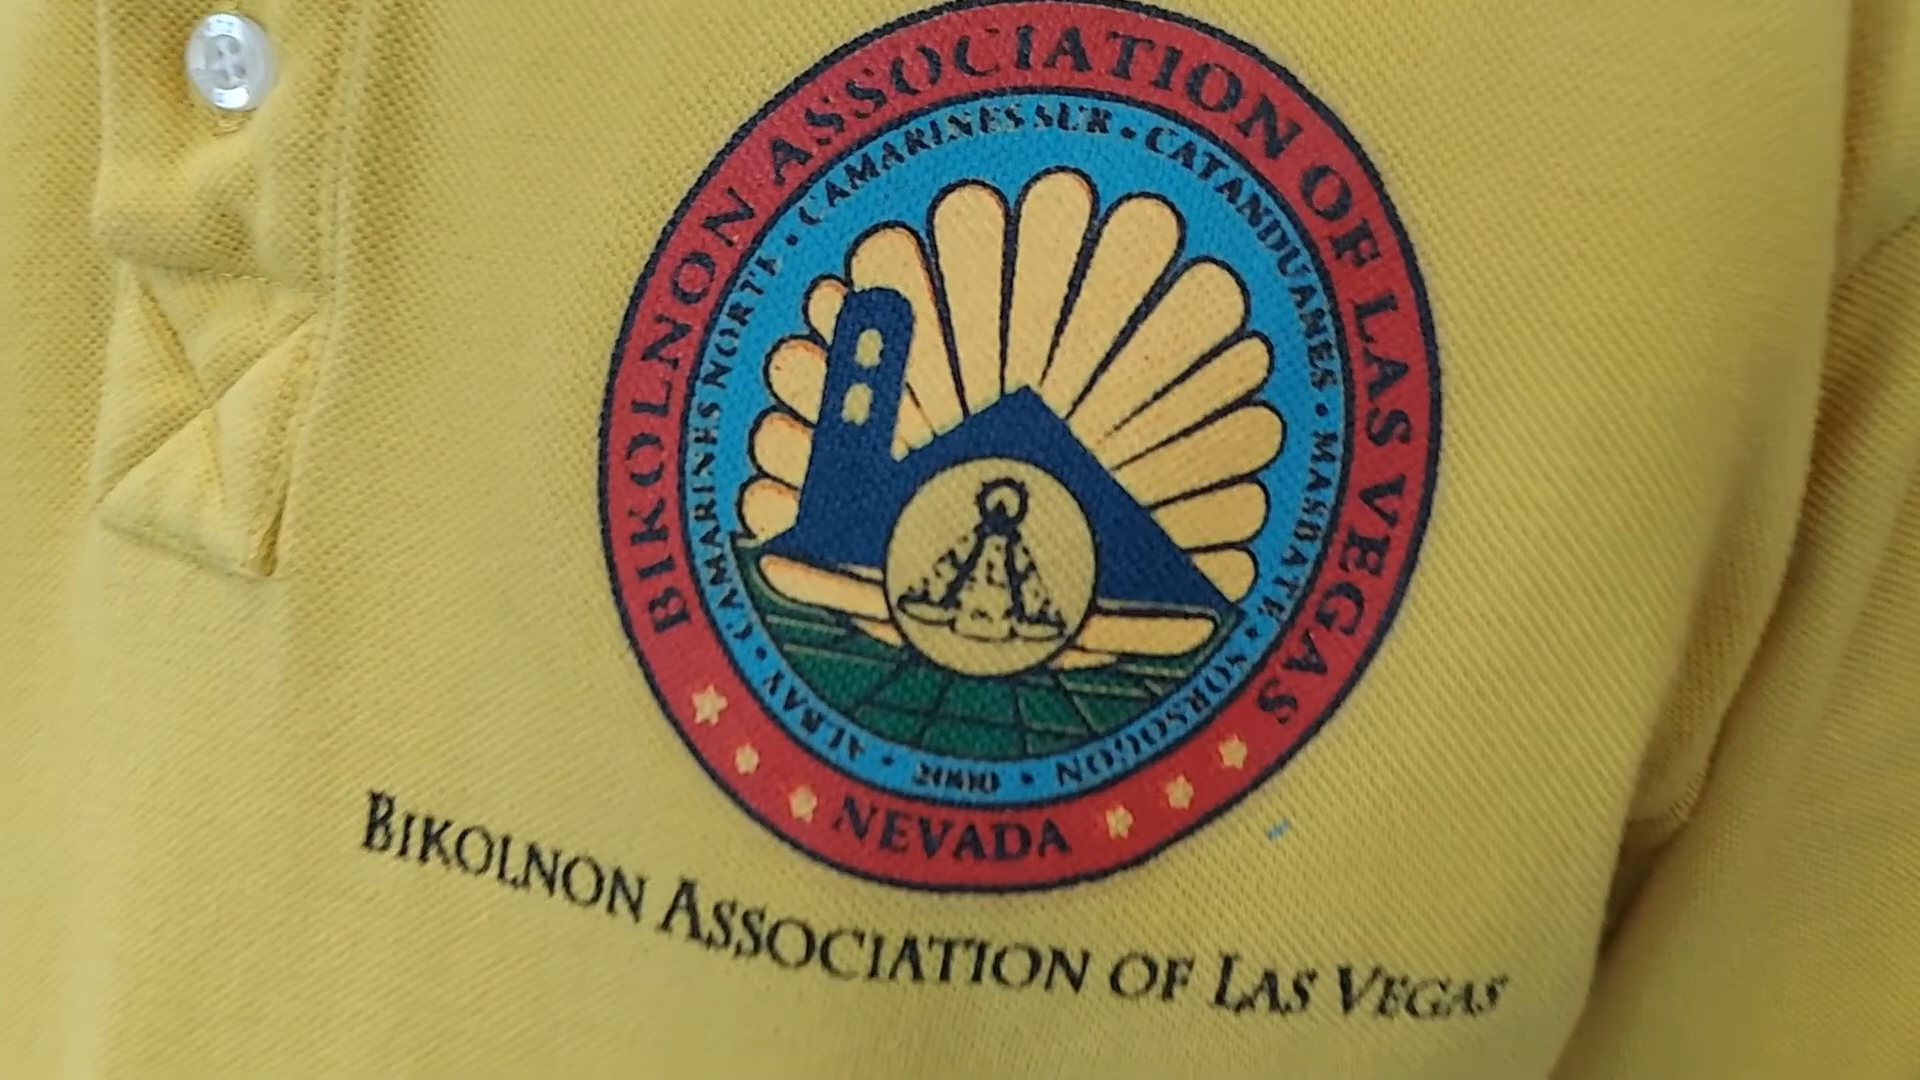 BIKOLNON ASSOCIATION OF LAS VEGAS
NEVADA
ALBAY • CAMARINES NORTE • CAMARINES SUR • CATANDUANES • MASBATE • SORSOGON • 2000 •
BIKOLNON ASSOCIATION OF LAS VEGAS